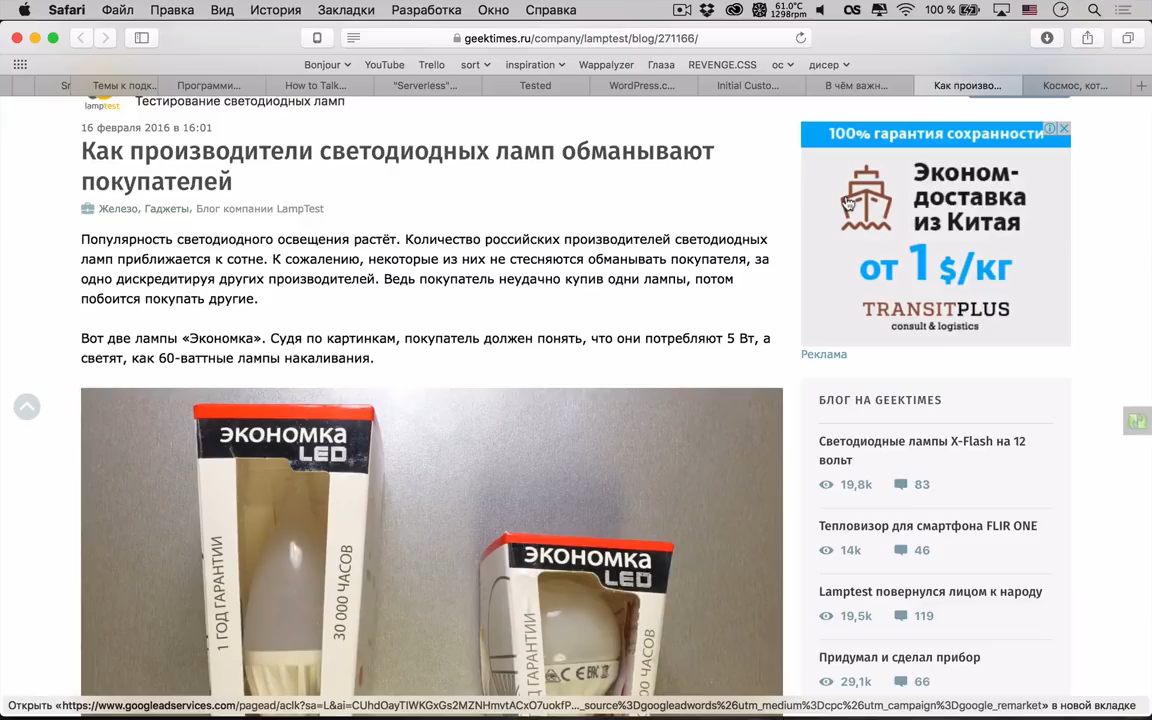 Safari Файл Правка Вид История Закладки Разработка Окно Справка 61.0°C 1298rpm 100 %
geektimes.ru/company/lamptest/blog/271166/
Bonjour YouTube Trello sort inspiration Wappalyzer Глаза REVENGE.CSS ос дисер
Sr Темы к подк... Программи... How to Talk... "Serverless"... Tested WordPress.c... Initial Custo... В чём важн... Как произво... Космос, кот...
lamptest Тестирование светодиодных ламп
16 февраля 2016 в 16:01
Как производители светодиодных ламп обманывают
покупателей
Железо, Гаджеты, Блог компании LampTest
Популярность светодиодного освещения растёт. Количество российских производителей светодиодных
ламп приближается к сотне. К сожалению, некоторые из них не стесняются обманывать покупателя, за
одно дискредитируя других производителей. Ведь покупатель неудачно купив одни лампы, потом
побоится покупать другие.
Вот две лампы «Экономка». Судя по картинкам, покупатель должен понять, что они потребляют 5 Вт, а
светят, как 60-ваттные лампы накаливания.
ЭКОНОМКА
LED
1 ГОД ГАРАНТИИ
30 000 ЧАСОВ
ЭКОНОМКА
LED
Д ГАРАНТИИ
CE EAC
ЧАСОВ
100% гарантия сохранности
Эконом-
доставка
из Китая
от 1 $/кг
TRANSITPLUS
consult & logistics
Реклама
БЛОГ НА GEEKTIMES
Светодиодные лампы X-Flash на 12
вольт
19,8k 83
Тепловизор для смартфона FLIR ONE
14k 46
Lamptest повернулся лицом к народу
19,5k 119
Придумал и сделал прибор
29,1k 66
Открыть «https://www.googleadservices.com/pagead/aclk?sa=L&ai=CUhdOayTIWKGxGs2MZNHmvtACxO7uokfP..._source%3Dgoogleadwords%26utm_medium%3Dcpc%26utm_campaign%3Dgoogle_remarket» в новой вкладке